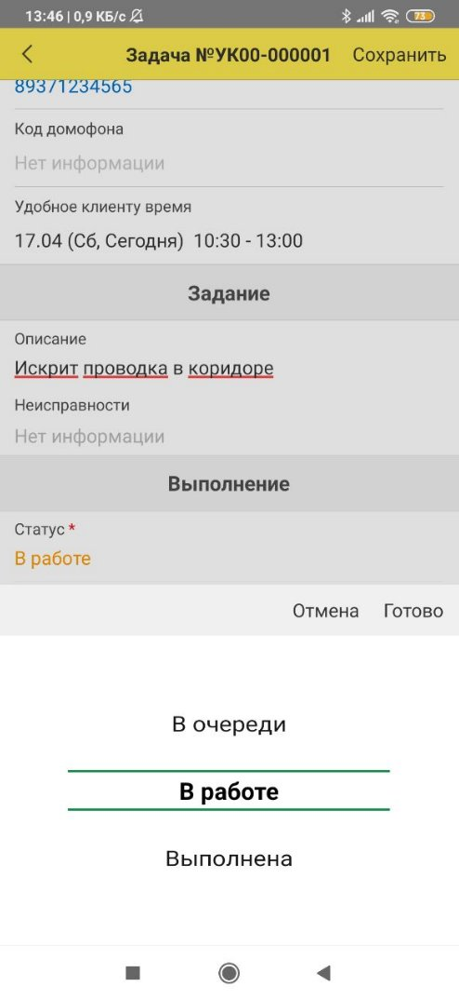 13:46 | 0,9 КБ/с
73
Задача №УК00-000001 Сохранить
89371234565
Код домофона
Нет информации
Удобное клиенту время
17.04 (Сб, Сегодня) 10:30 - 13:00
Задание
Описание
Искрит проводка в коридоре
Неисправности
Нет информации
Выполнение
Статус *
В работе
Отмена Готово
В очереди
В работе
Выполнена